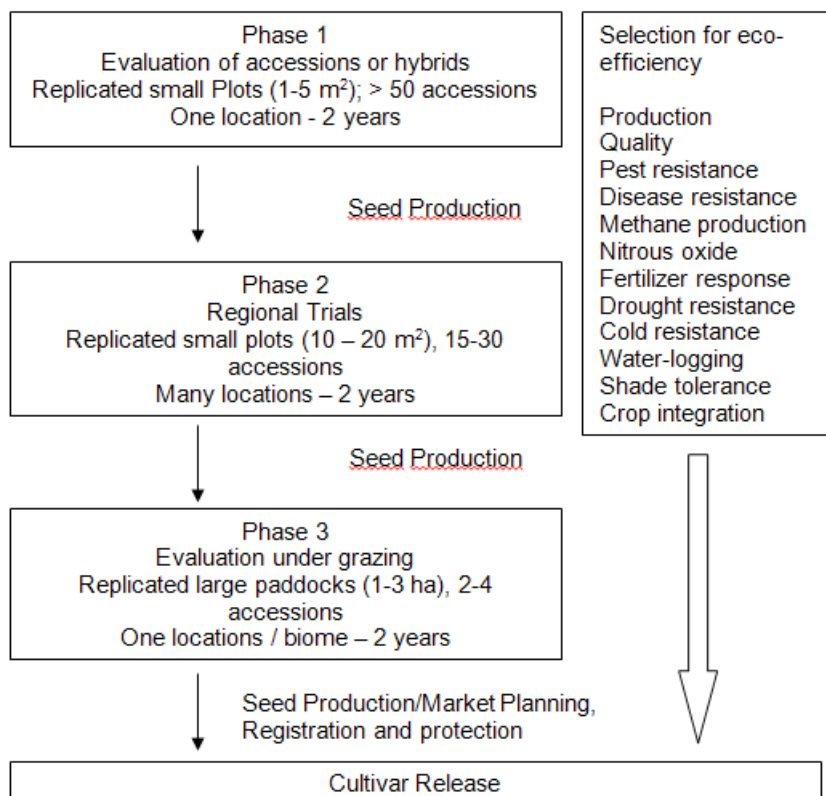 Phase 1
Evaluation of accessions or hybrids
Replicated small Plots (1-5 m²); > 50 accessions
One location - 2 years
Seed Production
Phase 2
Regional Trials
Replicated small plots (10 – 20 m²), 15-30
accessions
Many locations – 2 years
Seed Production
Phase 3
Evaluation under grazing
Replicated large paddocks (1-3 ha), 2-4
accessions
One locations / biome – 2 years
Seed Production/Market Planning,
Registration and protection
Selection for eco-
efficiency
Production
Quality
Pest resistance
Disease resistance
Methane production
Nitrous oxide
Fertilizer response
Drought resistance
Cold resistance
Water-logging
Shade tolerance
Crop integration
Cultivar Release